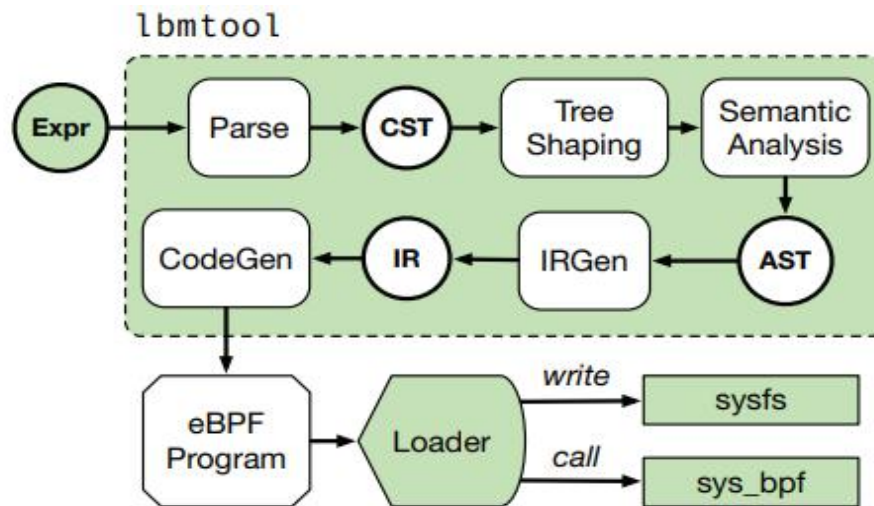 lbmtool
Expr
Parse
CST
Tree
Shaping
Semantic
Analysis
CodeGen
IR
IRGen
AST
eBPF
Program
Loader
write
sysfs
call
sys_bpf